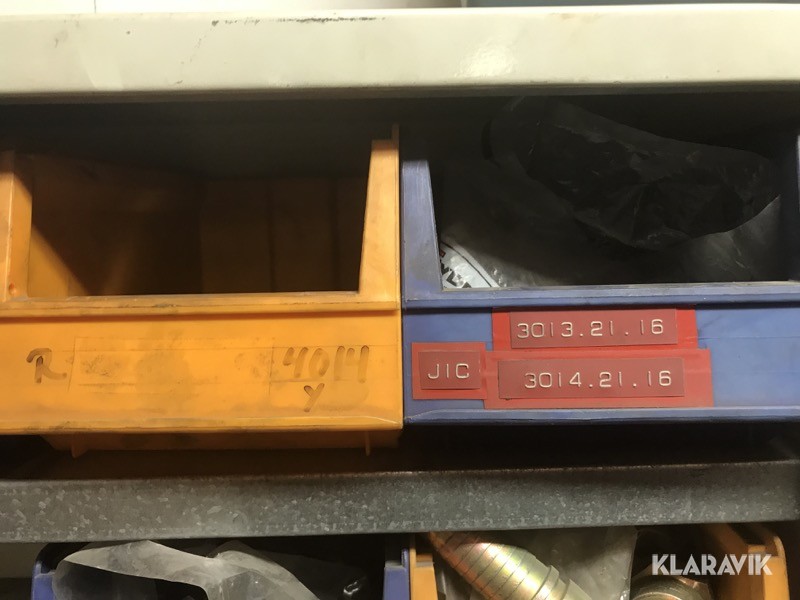 R 4014
Y
3013.21.16
JIC
3014.21.16
KLARAVIK